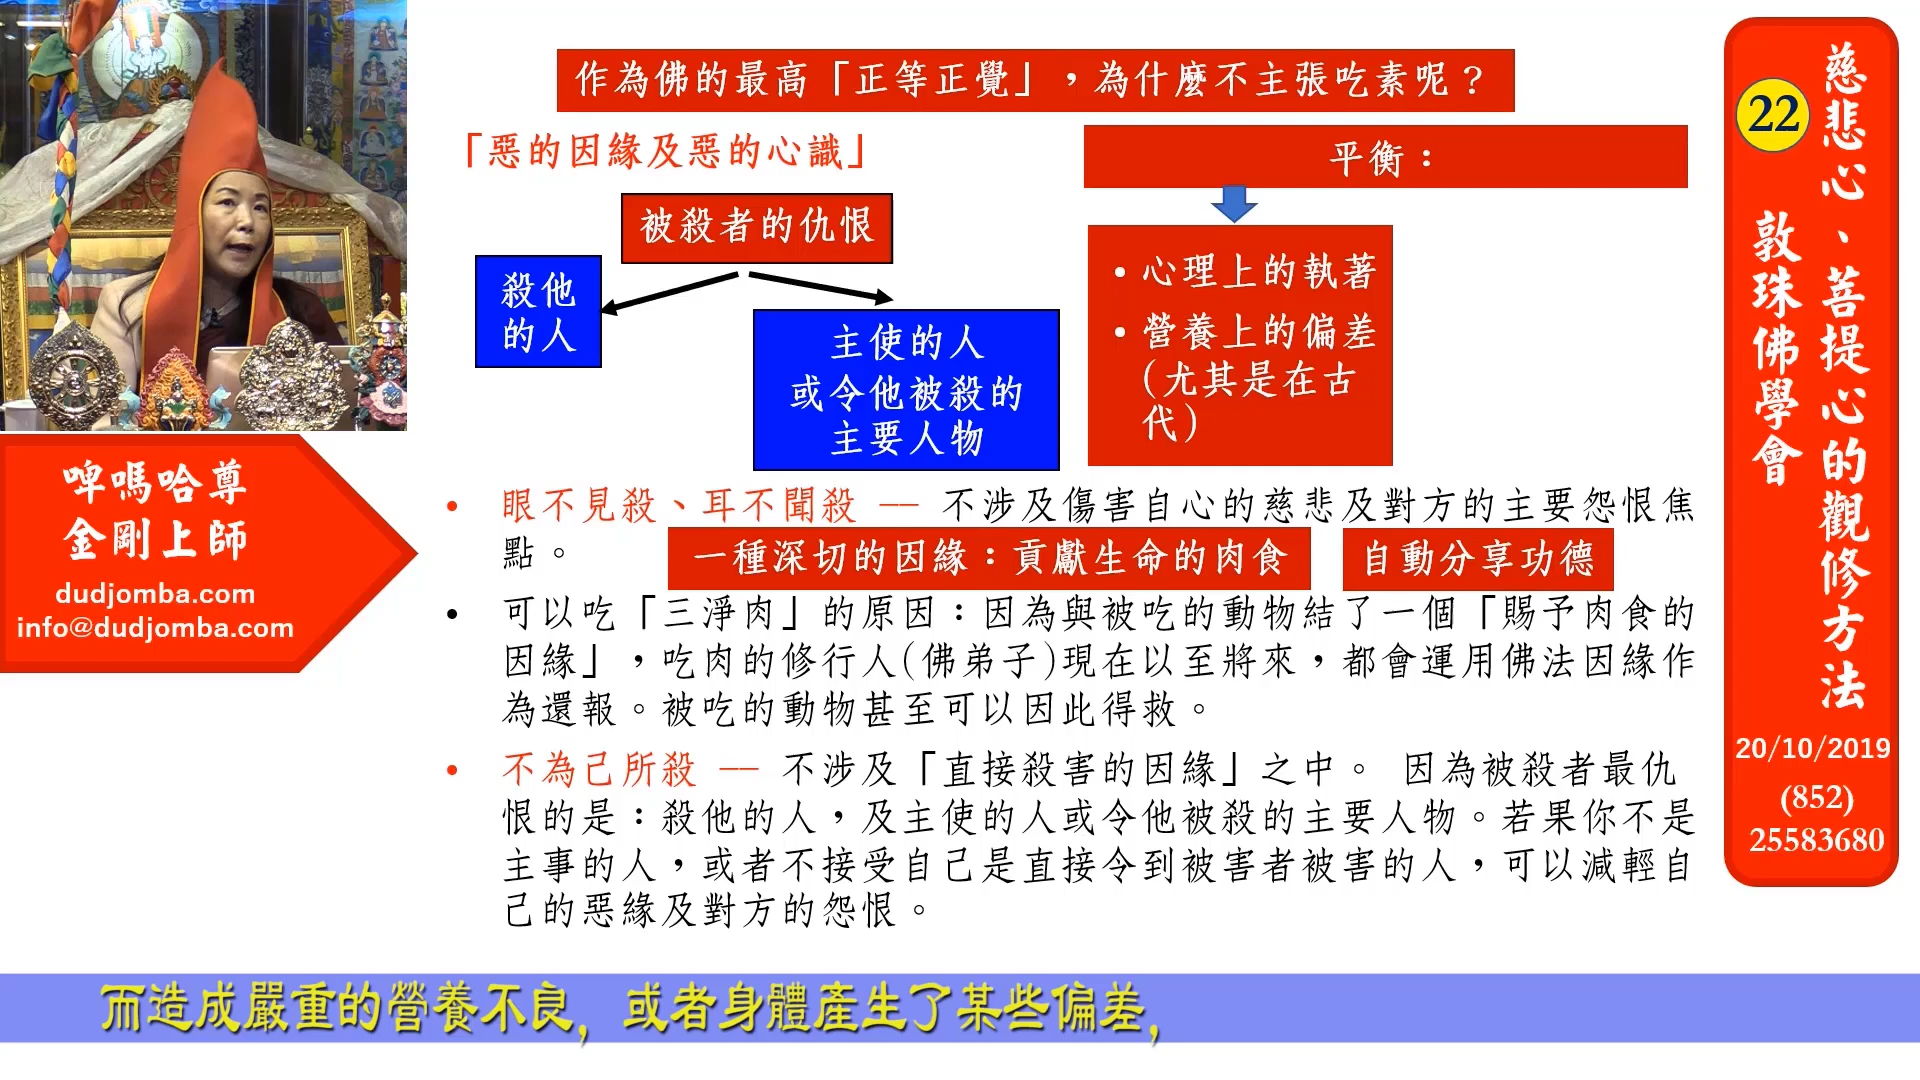 作為佛的最高「正等正覺」，為什麼不主張吃素呢？
「惡的因緣及惡的心識」
被殺者的仇恨
殺他
的人
主使的人
或令他被殺的
主要人物
平衡：
• 心理上的執著
• 營養上的偏差
(尤其是在古
代)
• 眼不見殺、耳不聞殺 —— 不涉及傷害自心的慈悲及對方的主要怨恨焦
點。
一種深切的因緣：貢獻生命的肉食
自動分享功德
• 可以吃「三淨肉」的原因：因為與被吃的動物結了一個「賜予肉食的
因緣」，吃肉的修行人(佛弟子)現在以至將來，都會運用佛法因緣作
為還報。被吃的動物甚至可以因此得救。
• 不為己所殺 —— 不涉及「直接殺害的因緣」之中。 因為被殺者最仇
恨的是：殺他的人，及主使的人或令他被殺的主要人物。若果你不是
主事的人，或者不接受自己是直接令到被害者被害的人，可以減輕自
己的惡緣及對方的怨恨。
啤嗎哈尊
金剛上師
dudjomba.com
info@dudjomba.com
22
慈悲心、菩提心的觀修方法
敦珠佛學會
20/10/2019
(852)
25583680
而造成嚴重的營養不良，或者身體產生了某些偏差，